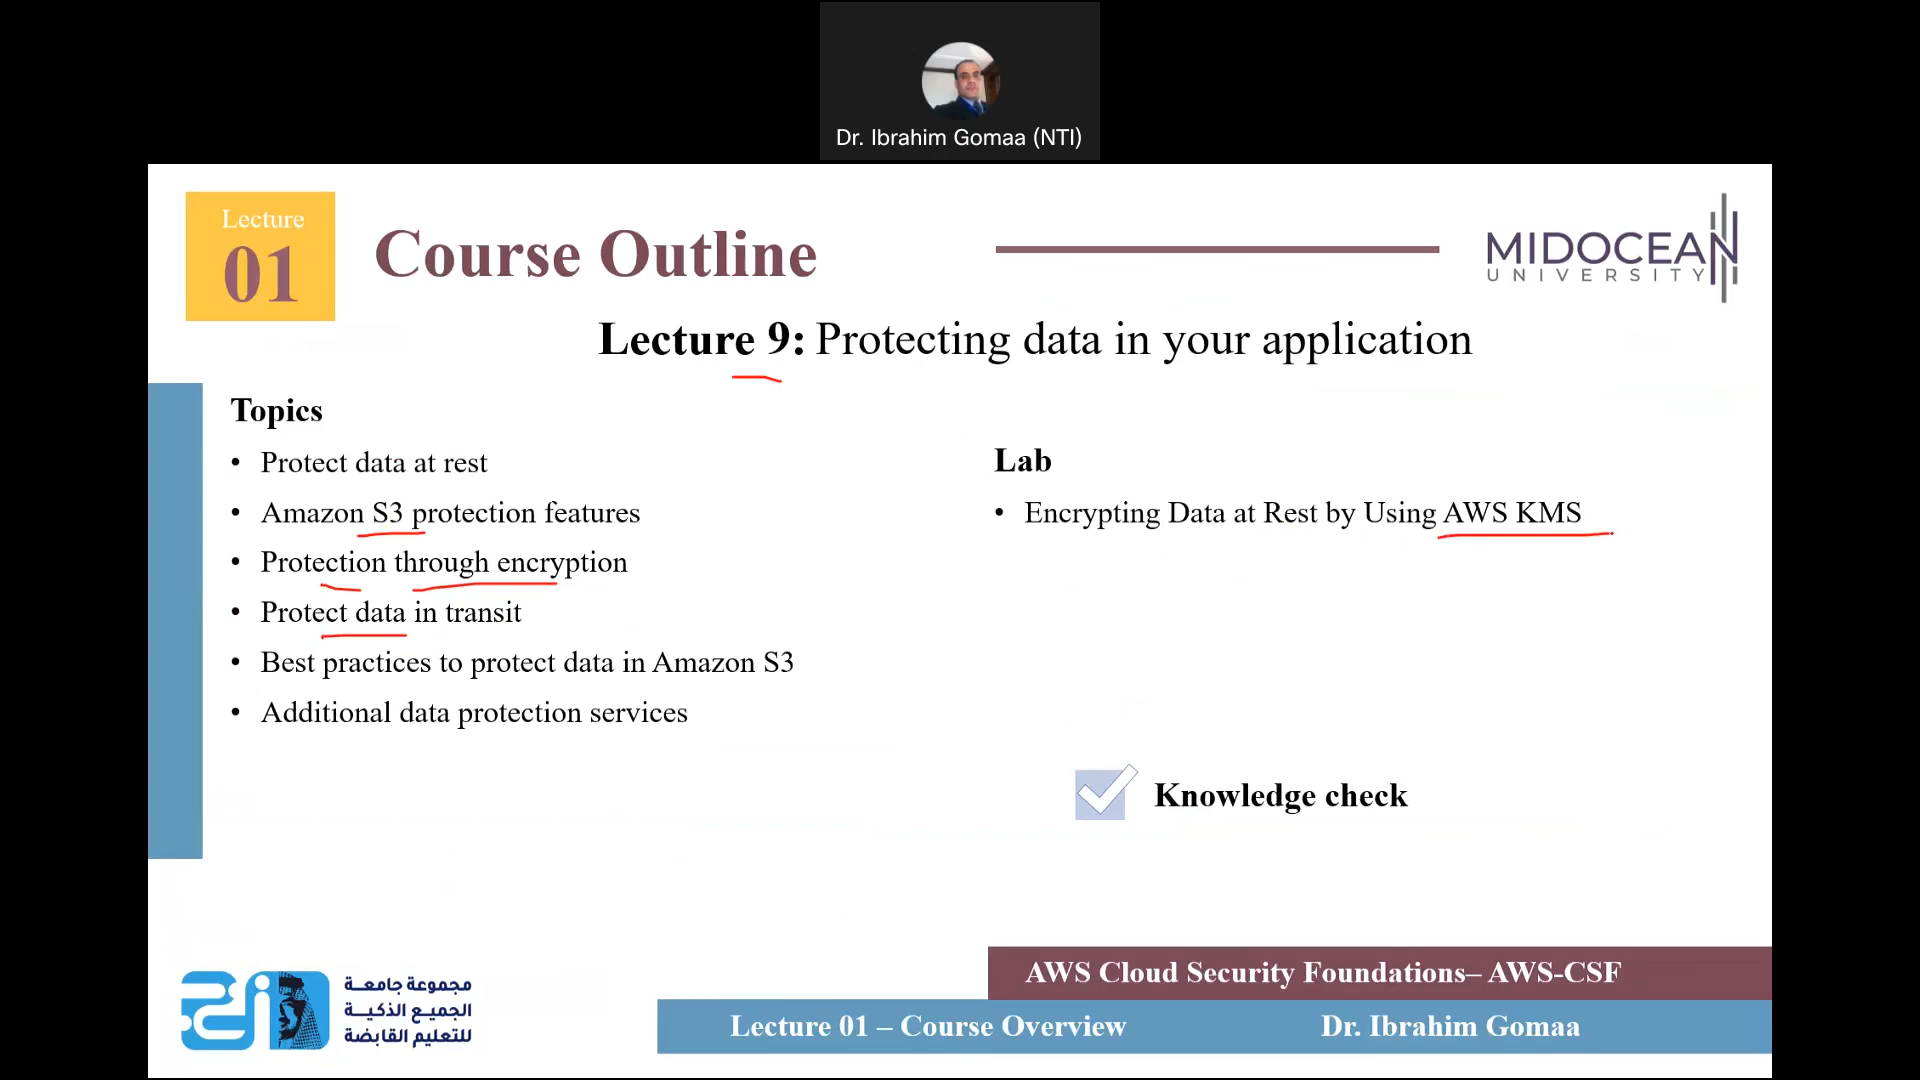 Dr. Ibrahim Gomaa (NTI)
Lecture
01
Course Outline
MIDOCEAN
UNIVERSITY
Lecture 9: Protecting data in your application
Topics
• Protect data at rest
• Amazon S3 protection features
• Protection through encryption
• Protect data in transit
• Best practices to protect data in Amazon S3
• Additional data protection services
Lab
• Encrypting Data at Rest by Using AWS KMS
Knowledge check
مجموعة جامعة
الجميع الذكية
للتعليم القابضة
AWS Cloud Security Foundations– AWS-CSF
Lecture 01 – Course Overview
Dr. Ibrahim Gomaa